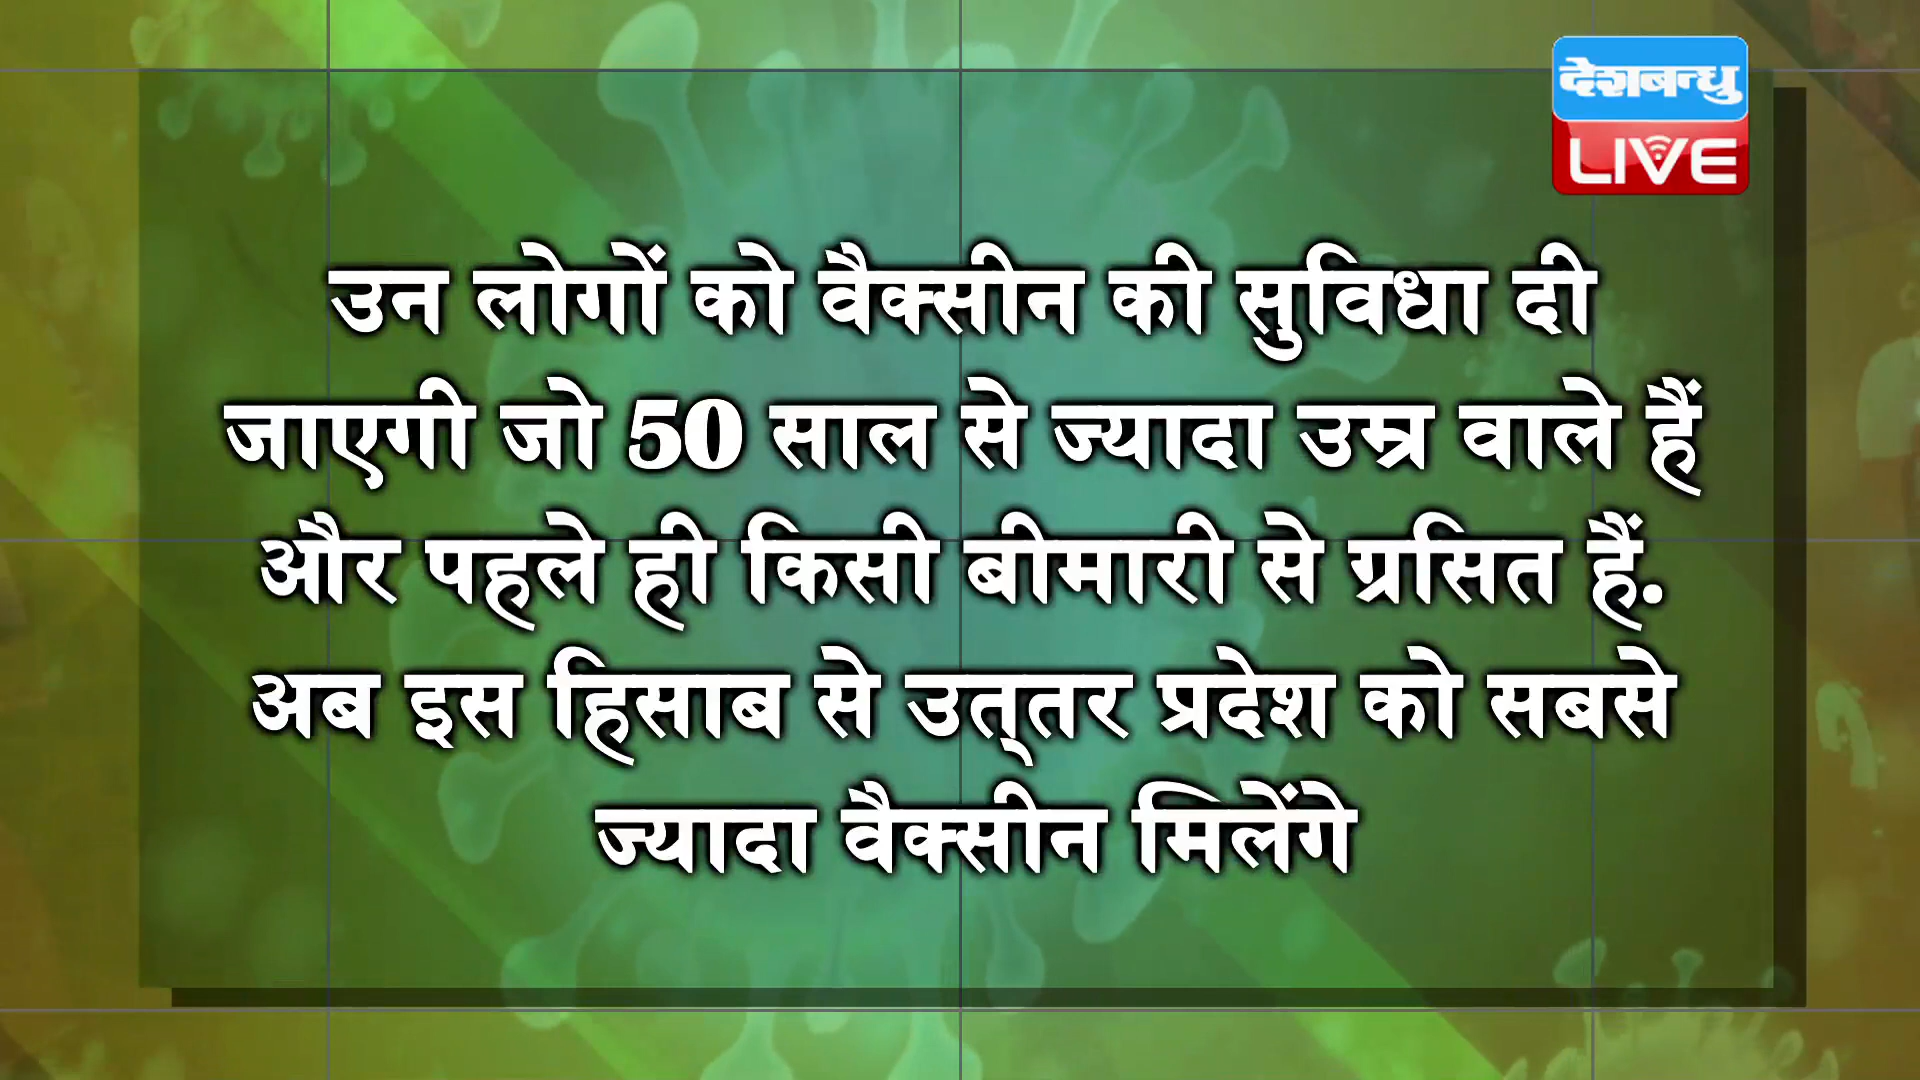 देशबन्धु
LIVE
उन लोगों को वैक्सीन की सुविधा दी
जाएगी जो 50 साल से ज्यादा उम्र वाले हैं
और पहले ही किसी बीमारी से ग्रसित हैं.
अब इस हिसाब से उत्‌तर प्रदेश को सबसे
ज्यादा वैक्सीन मिलेंगे